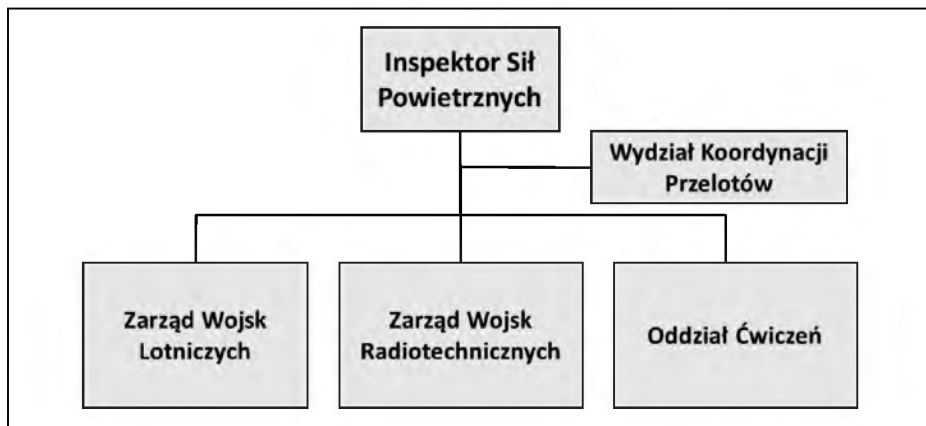 Inspektor Sił
Powietrznych
Wydział Koordynacji
Przelotów
Zarząd Wojsk
Lotniczych
Zarząd Wojsk
Radiotechnicznych
Oddział Ćwiczeń